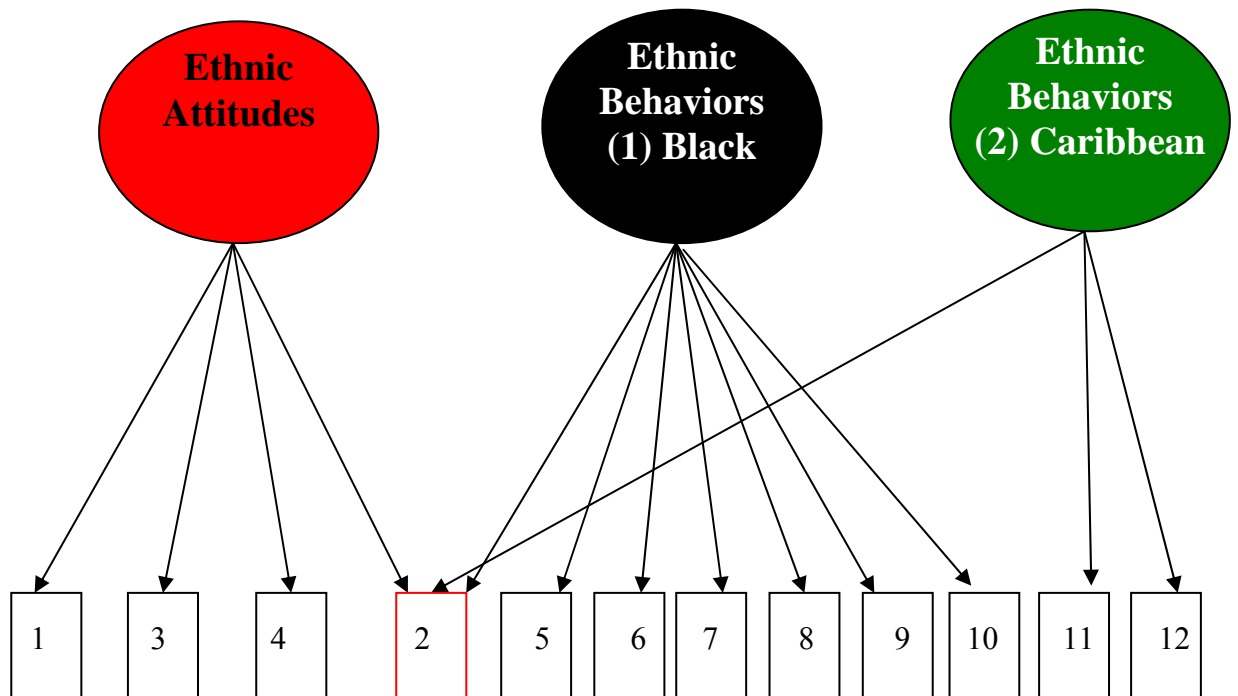 Ethnic
Attitudes
Ethnic
Behaviors
(1) Black
Ethnic
Behaviors
(2) Caribbean
1
3
4
2
5
6
7
8
9
10
11
12